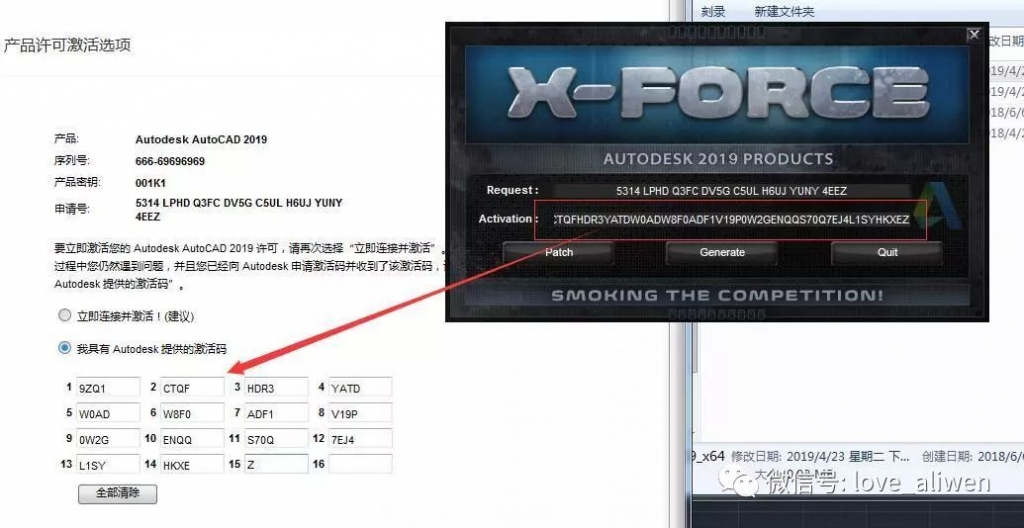 刻录 新建文件夹
产品许可激活选项
改日期
X-FORCE
019/4/2
019/4/2
018/6/6
018/4/2
产品: Autodesk AutoCAD 2019
AUTODESK 2019 PRODUCTS
序列号: 666-69696969
产品密钥: 001K1
Request : 5314 LPHD Q3FC DV5G C5UL H6UJ YUNY 4EEZ
申请号: 5314 LPHD Q3FC DV5G C5UL H6UJ YUNY
4EEZ
Activation : CTQFHDR3YATDW0ADW8F0ADF1V19P0W2GENQQS70Q7EJ4L1SYHKXEZ
要立即激活您的 Autodesk AutoCAD 2019 许可，请再次选择“立即连接并激活”。
Patch Generate Quit
过程中您仍然遇到问题，并且您已经向 Autodesk 申请激活码并收到了该激活码，
Autodesk 提供的激活码”。
SMOKING THE COMPETITION!
立即连接并激活！(建议)
我具有 Autodesk 提供的激活码
1 9ZQ1 2 CTQF 3 HDR3 4 YATD
5 W0AD 6 W8F0 7 ADF1 8 V19P
9 0W2G 10 ENQQ 11 S70Q 12 7EJ4
13 L1SY 14 HKXE 15 Z 16
9_x64 修改日期: 2019/4/23 星期二 下... 创建日期: 2018/6/6
微信号: love_aliwen
全部清除